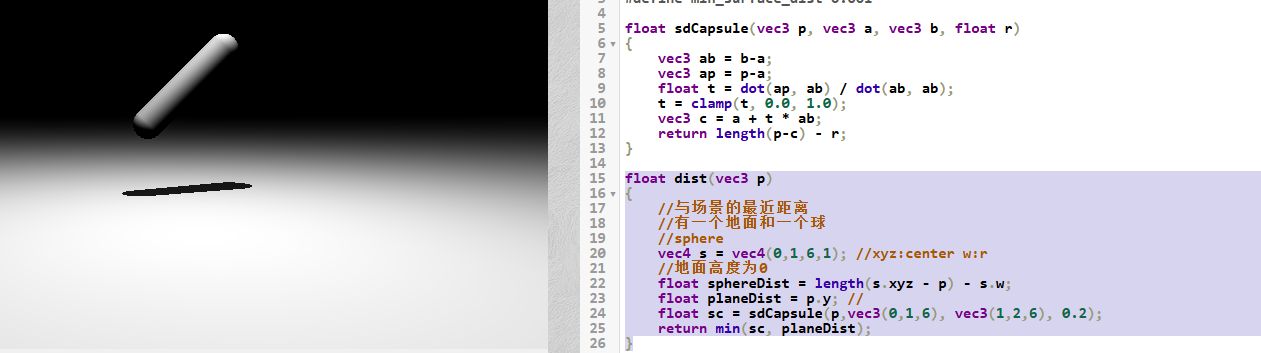 3 #define min_surface_dist 0.001
4
5 float sdCapsule(vec3 p, vec3 a, vec3 b, float r)
6 {
7     vec3 ab = b-a;
8     vec3 ap = p-a;
9     float t = dot(ap, ab) / dot(ab, ab);
10     t = clamp(t, 0.0, 1.0);
11     vec3 c = a + t * ab;
12     return length(p-c) - r;
13 }
14
15 float dist(vec3 p)
16 {
17     //与场景的最近距离
18     //有一个地面和一个球
19     //sphere
20     vec4 s = vec4(0,1,6,1); //xyz:center w:r
21     //地面高度为0
22     float sphereDist = length(s.xyz - p) - s.w;
23     float planeDist = p.y; //
24     float sc = sdCapsule(p,vec3(0,1,6), vec3(1,2,6), 0.2);
25     return min(sc, planeDist);
26 }